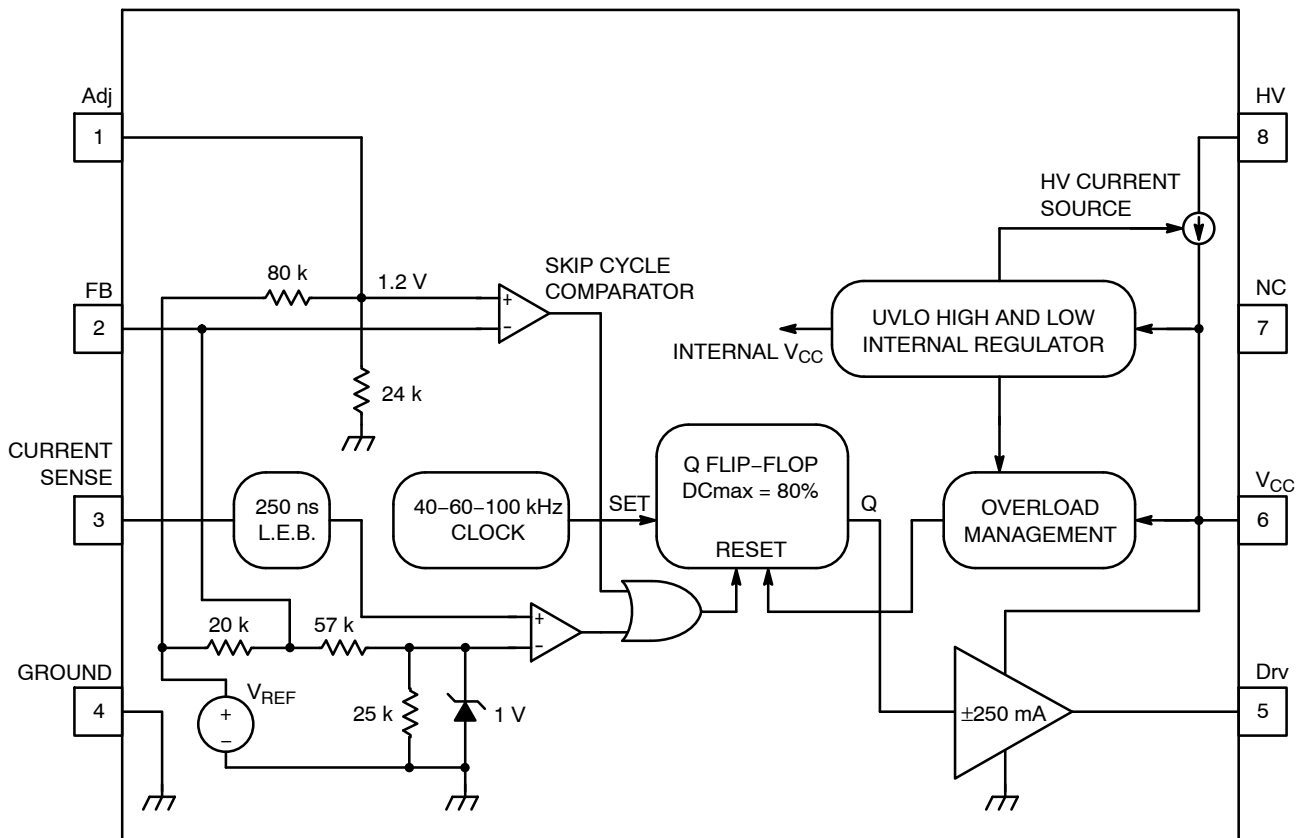 Adj
1
HV
8
HV CURRENT
SOURCE
80 k
1.2 V
SKIP CYCLE
COMPARATOR
FB
2
+
−
UVLO HIGH AND LOW
INTERNAL REGULATOR
INTERNAL VCC
NC
7
24 k
CURRENT
SENSE
3
250 ns
L.E.B.
40−60−100 kHz
CLOCK
SET
Q FLIP−FLOP
DCmax = 80%
RESET
Q
OVERLOAD
MANAGEMENT
VCC
6
20 k
57 k
+
−
GROUND
4
VREF
+
−
25 k
1 V
±250 mA
Drv
5